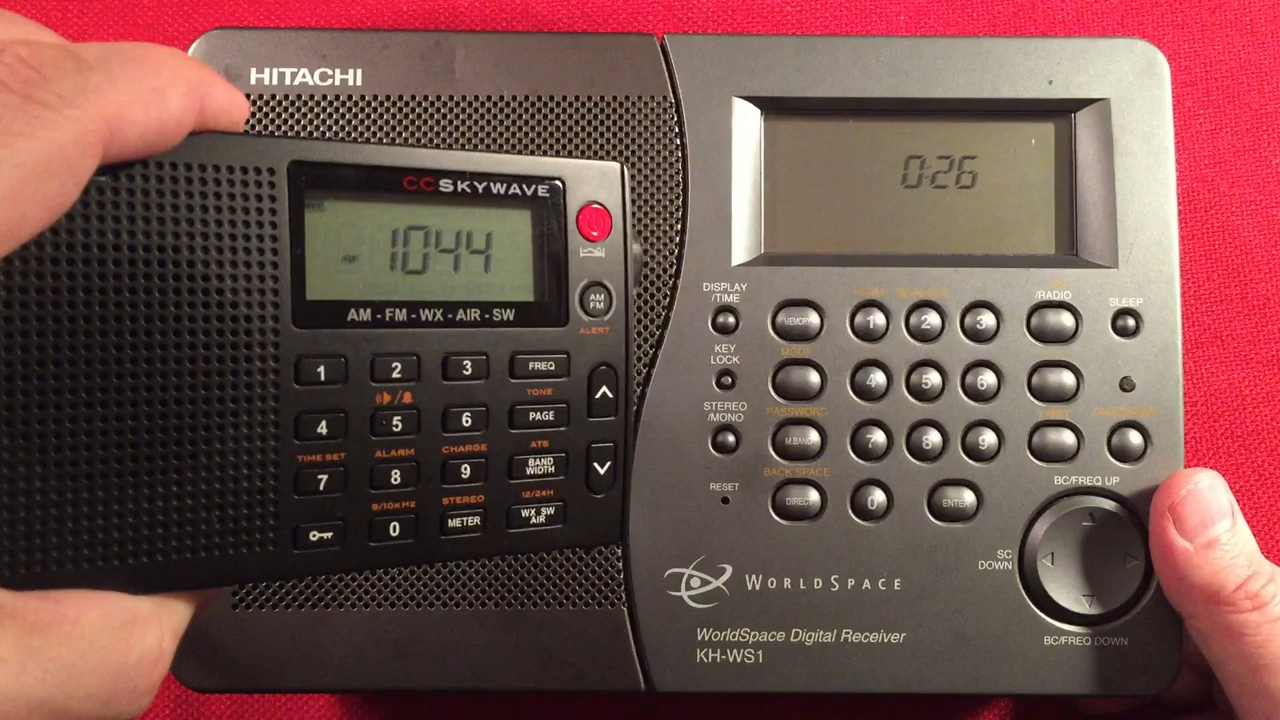 HITACHI
CCSKYWAVE
1044
AM - FM - WX - AIR - SW
AM
FM
ALERT
1
2
3
FREQ
TONE
4
5
6
PAGE
TIME SET
ALARM
CHARGE
ATS
7
8
9
BAND
WIDTH
9/10KHZ
STEREO
12/24H
0
METER
WX SW
AIR
0:26
DISPLAY
/TIME
MEMORY
1
2
3
/RADIO
SLEEP
KEY
LOCK
MODE
4
5
6
STEREO
/MONO
PASSWORD
M.BAND
7
8
9
RESET
BACK SPACE
DIRECT
0
ENTER
BC/FREQ UP
SC
DOWN
BC/FREQ DOWN
WORLDSPACE
WorldSpace Digital Receiver
KH-WS1